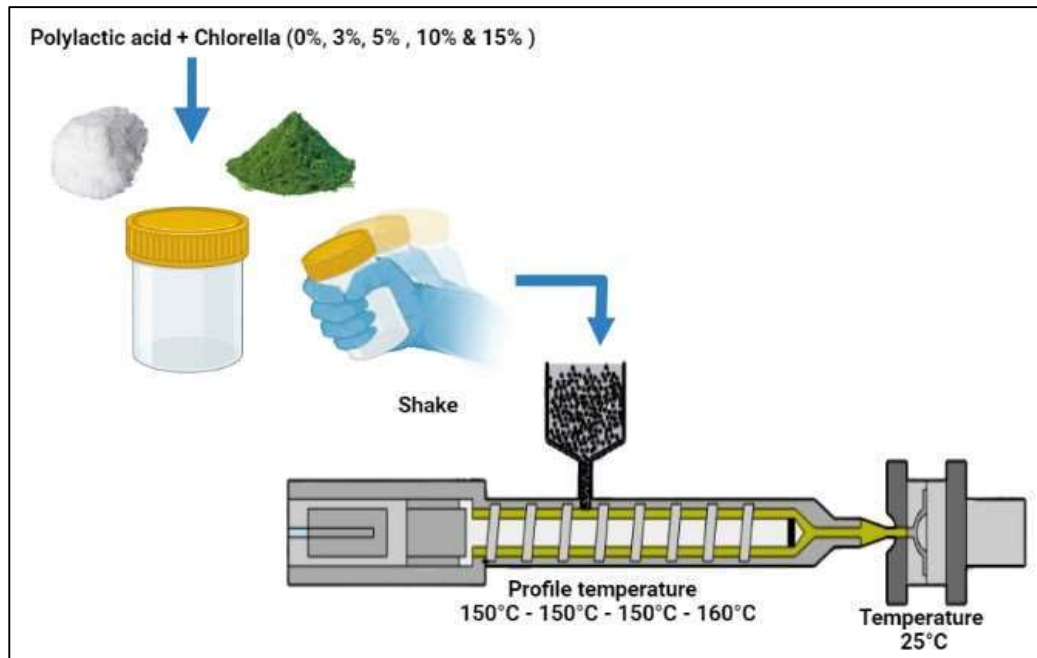 Polylactic acid + Chlorella (0%, 3%, 5% , 10% & 15% )
Shake
Profile temperature
150°C - 150°C - 150°C - 160°C
Temperature
25°C